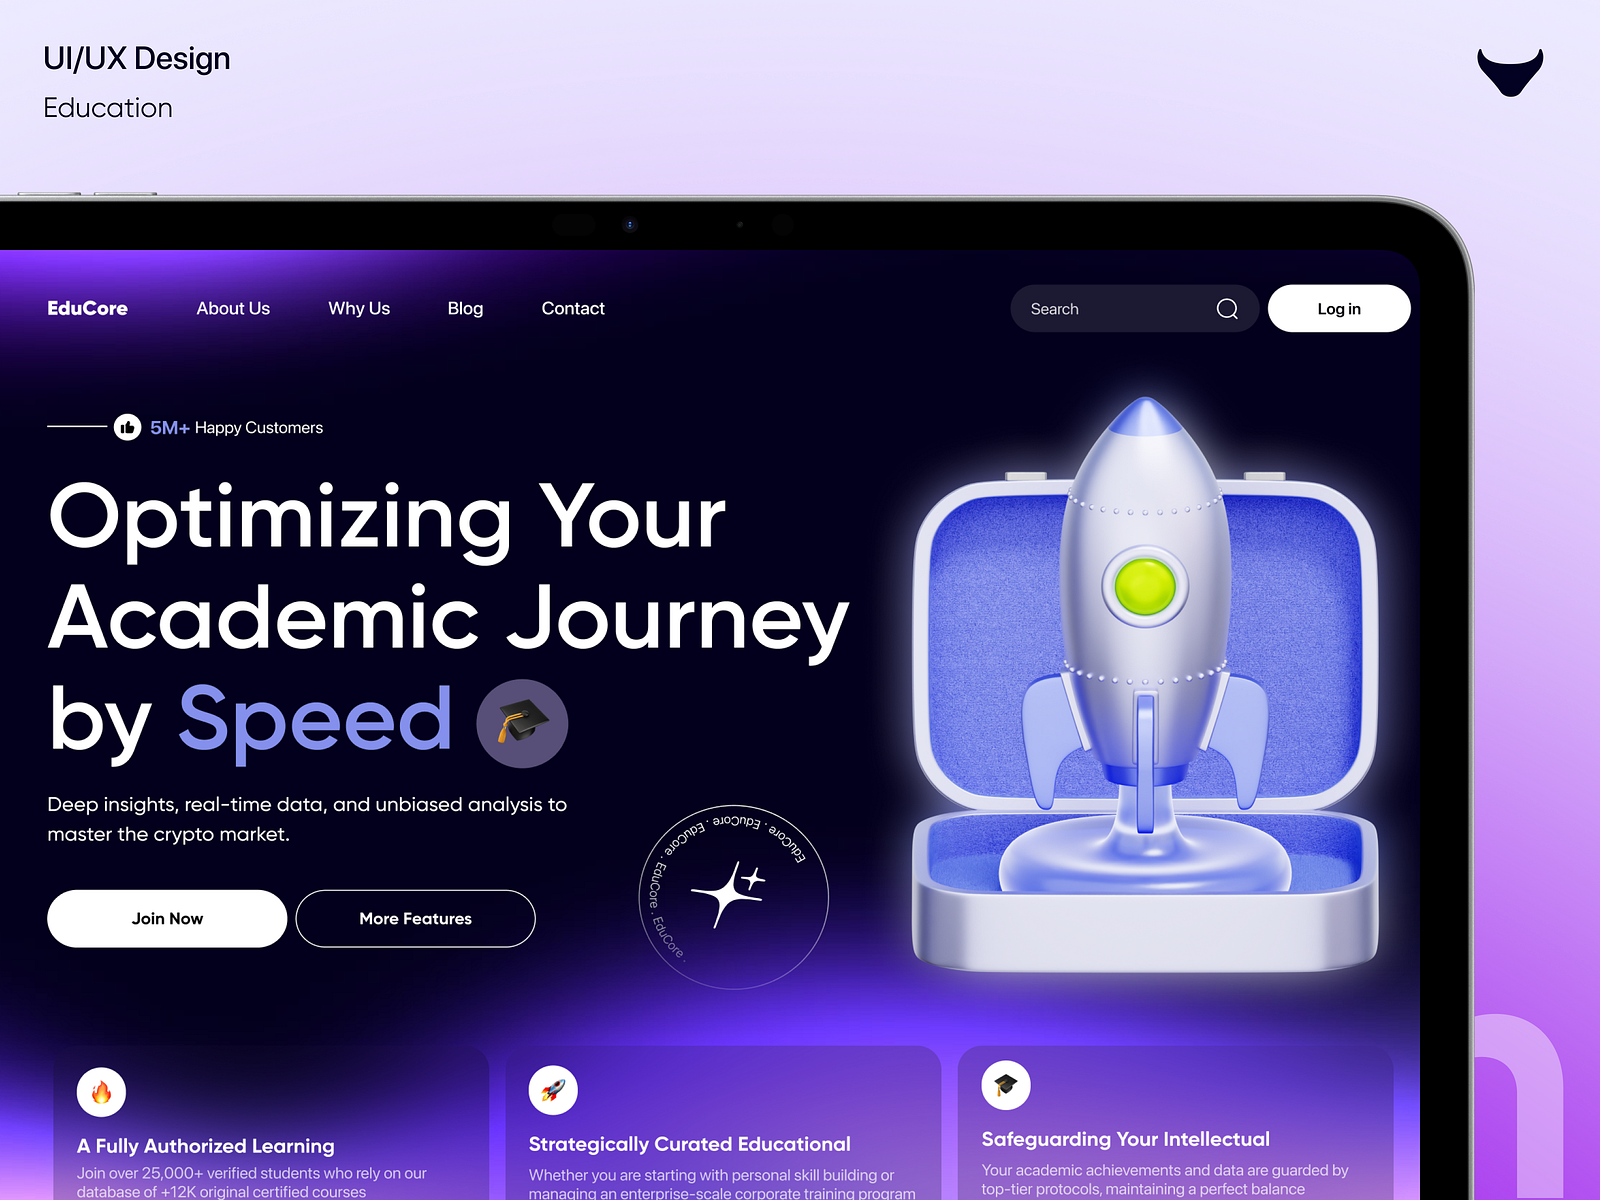 UI/UX Design
Education
EduCore
About Us
Why Us
Blog
Contact
Search
Log in
5M+ Happy Customers
Optimizing Your
Academic Journey
by Speed
Deep insights, real-time data, and unbiased analysis to
master the crypto market.
Join Now
More Features
EduCore · EduCore · EduCore · EduCore · EduCore ·
A Fully Authorized Learning
Join over 25,000+ verified students who rely on our
database of +12K original certified courses
Strategically Curated Educational
Whether you are starting with personal skill building or
managing an enterprise-scale corporate training program
Safeguarding Your Intellectual
Your academic achievements and data are guarded by
top-tier protocols, maintaining a perfect balance